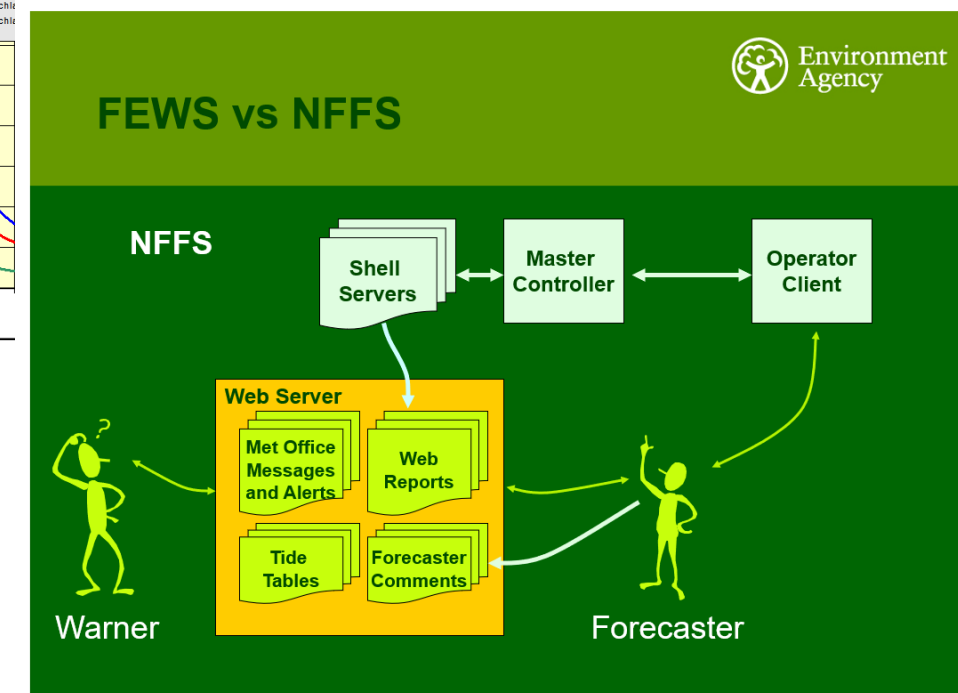 Environment
Agency
FEWS vs NFFS
NFFS
Shell
Servers
Master
Controller
Operator
Client
Web Server
Met Office
Messages
and Alerts
Web
Reports
Tide
Tables
Forecaster
Comments
?
Warner
Forecaster